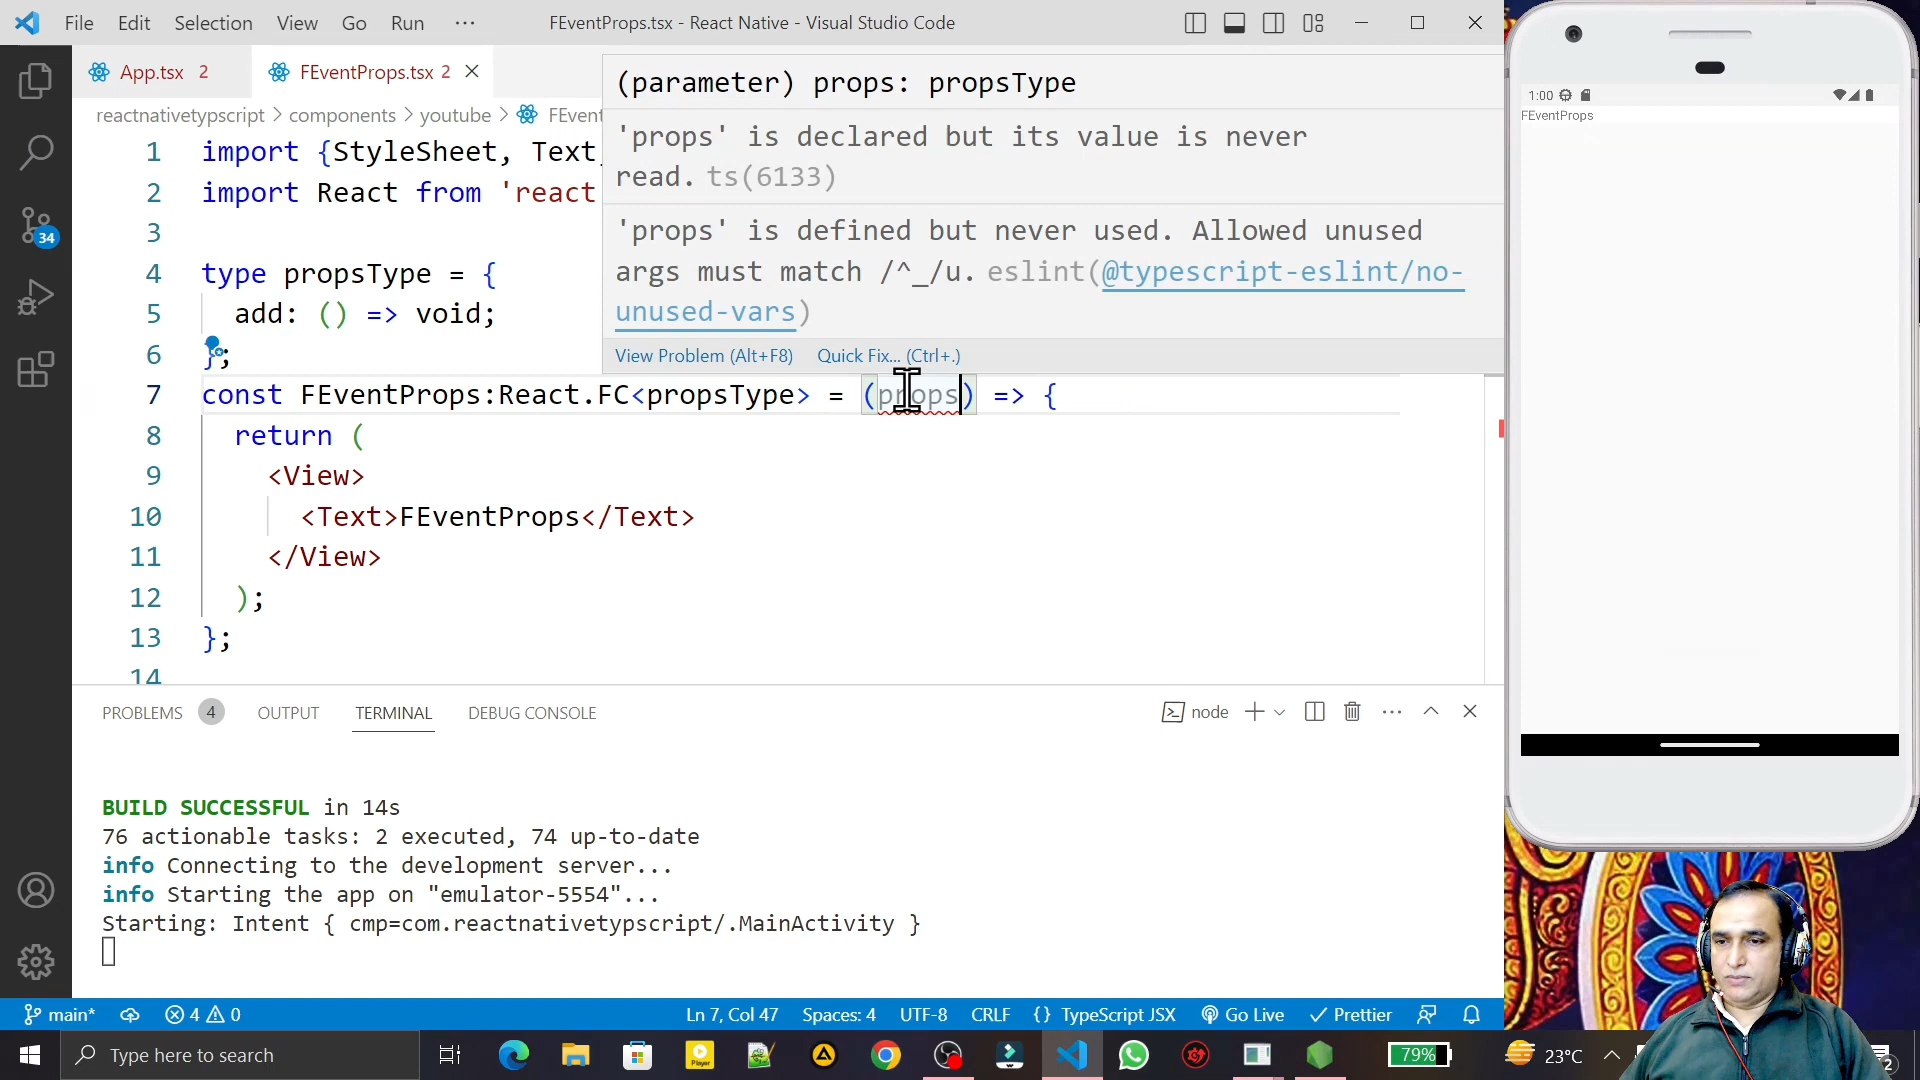 File Edit Selection View Go Run ··· FEventProps.tsx - React Native - Visual Studio Code
App.tsx 2 FEventProps.tsx 2
reactnativetypscript > components > youtube > FEvent
(parameter) props: propsType
'props' is declared but its value is never
read. ts(6133)
'props' is defined but never used. Allowed unused
args must match /^_/u. eslint(@typescript-eslint/no-
unused-vars)
View Problem (Alt+F8) Quick Fix... (Ctrl+.)
1 import {StyleSheet, Text,
2 import React from 'react
3
4 type propsType = {
5 add: () => void;
6 };
7 const FEventProps:React.FC<propsType> = (props) => {
8 return (
9 <View>
10 <Text>FEventProps</Text>
11 </View>
12 );
13 };
14
PROBLEMS 4 OUTPUT TERMINAL DEBUG CONSOLE node
BUILD SUCCESSFUL in 14s
76 actionable tasks: 2 executed, 74 up-to-date
info Connecting to the development server...
info Starting the app on "emulator-5554"...
Starting: Intent { cmp=com.reactnativetypscript/.MainActivity }
34
main* 4 0 Ln 7, Col 47 Spaces: 4 UTF-8 CRLF {} TypeScript JSX Go Live Prettier
Type here to search 79% 23°C 2
1:00
FEventProps